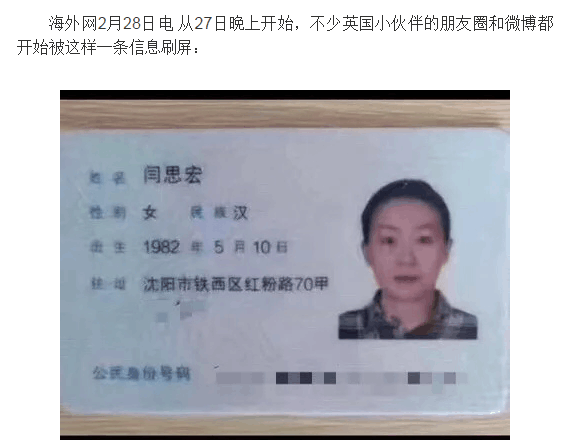 海外网2月28日电 从27日晚上开始，不少英国小伙伴的朋友圈和微博都
开始被这样一条信息刷屏：
姓 名 闫思宏
性 别 女 民 族 汉
出 生 1982 年 5 月 10 日
住 址 沈阳市铁西区红粉路70甲
公民身份号码